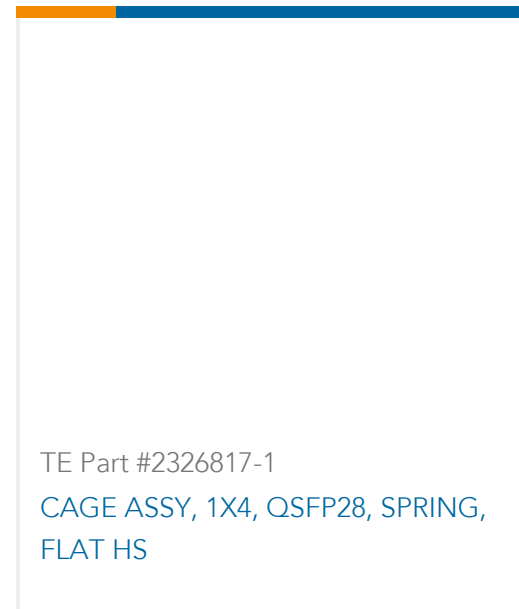 TE Part #2326817-1
CAGE ASSY, 1X4, QSFP28, SPRING,
FLAT HS